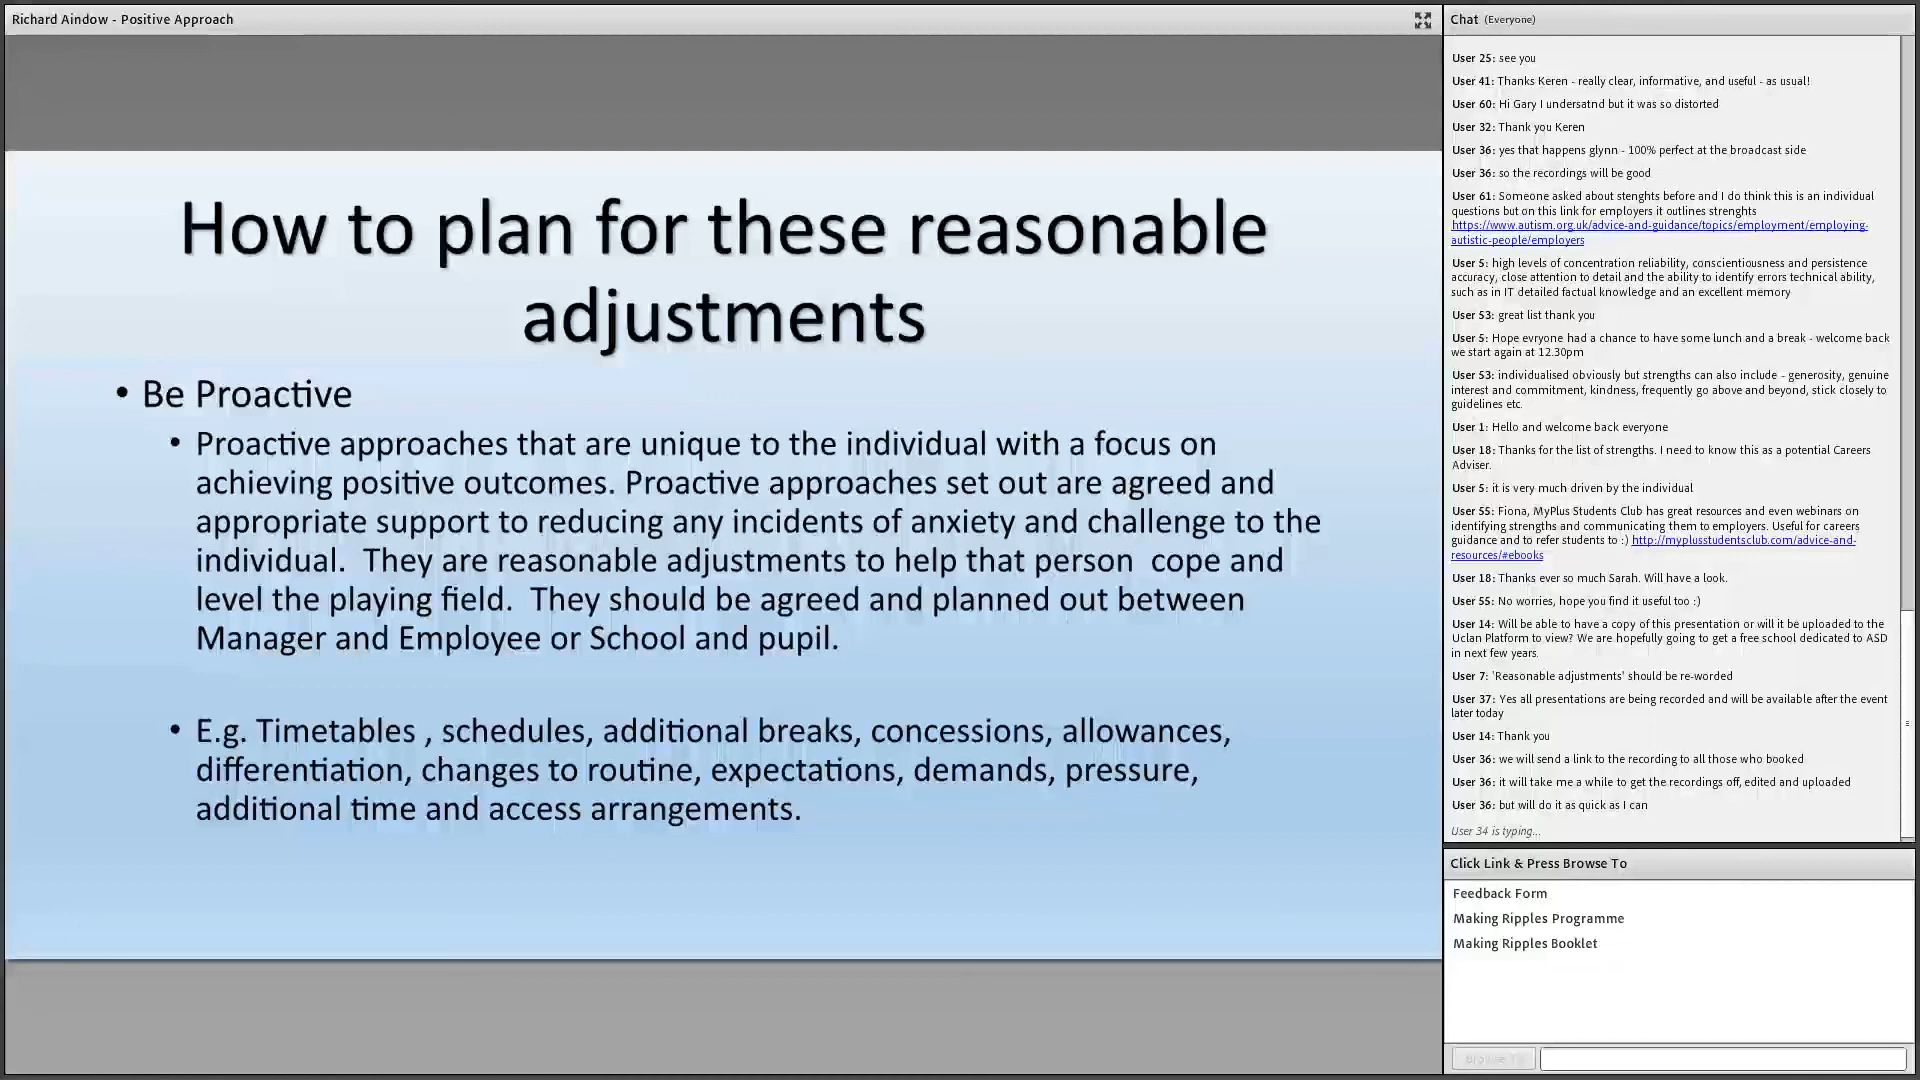 Richard Aindow - Positive Approach
How to plan for these reasonable
adjustments
• Be Proactive
• Proactive approaches that are unique to the individual with a focus on
achieving positive outcomes. Proactive approaches set out are agreed and
appropriate support to reducing any incidents of anxiety and challenge to the
individual.  They are reasonable adjustments to help that person  cope and
level the playing field.  They should be agreed and planned out between
Manager and Employee or School and pupil.
• E.g. Timetables , schedules, additional breaks, concessions, allowances,
differentiation, changes to routine, expectations, demands, pressure,
additional time and access arrangements.
Chat (Everyone)
User 25: see you
User 41: Thanks Keren - really clear, informative, and useful - as usual!
User 60: Hi Gary I undersatnd but it was so distorted
User 32: Thank you Keren
User 36: yes that happens glynn - 100% perfect at the broadcast side
User 36: so the recordings will be good
User 61: Someone asked about stenghts before and I do think this is an individual
questions but on this link for employers it outlines strenghts
https://www.autism.org.uk/advice-and-guidance/topics/employment/employing-
autistic-people/employers
User 5: high levels of concentration reliability, conscientiousness and persistence
accuracy, close attention to detail and the ability to identify errors technical ability,
such as in IT detailed factual knowledge and an excellent memory
User 53: great list thank you
User 5: Hope evryone had a chance to have some lunch and a break - welcome back
we start again at 12.30pm
User 53: individualised obviously but strengths can also include - generosity, genuine
interest and commitment, kindness, frequently go above and beyond, stick closely to
guidelines etc.
User 1: Hello and welcome back everyone
User 18: Thanks for the list of strengths. I need to know this as a potential Careers
Adviser.
User 5: it is very much driven by the individual
User 55: Fiona, MyPlus Students Club has great resources and even webinars on
identifying strengths and communicating them to employers. Useful for careers
guidance and to refer students to :) http://myplusstudentsclub.com/advice-and-
resources/#ebooks
User 18: Thanks ever so much Sarah. Will have a look.
User 55: No worries, hope you find it useful too :)
User 14: Will be able to have a copy of this presentation or will it be uploaded to the
Uclan Platform to view? We are hopefully going to get a free school dedicated to ASD
in next few years.
User 7: 'Reasonable adjustments' should be re-worded
User 37: Yes all presentations are being recorded and will be available after the event
later today
User 14: Thank you
User 36: we will send a link to the recording to all those who booked
User 36: it will take me a while to get the recordings off, edited and uploaded
User 36: but will do it as quick as I can
User 34 is typing...
Click Link & Press Browse To
Feedback Form
Making Ripples Programme
Making Ripples Booklet
Browse To